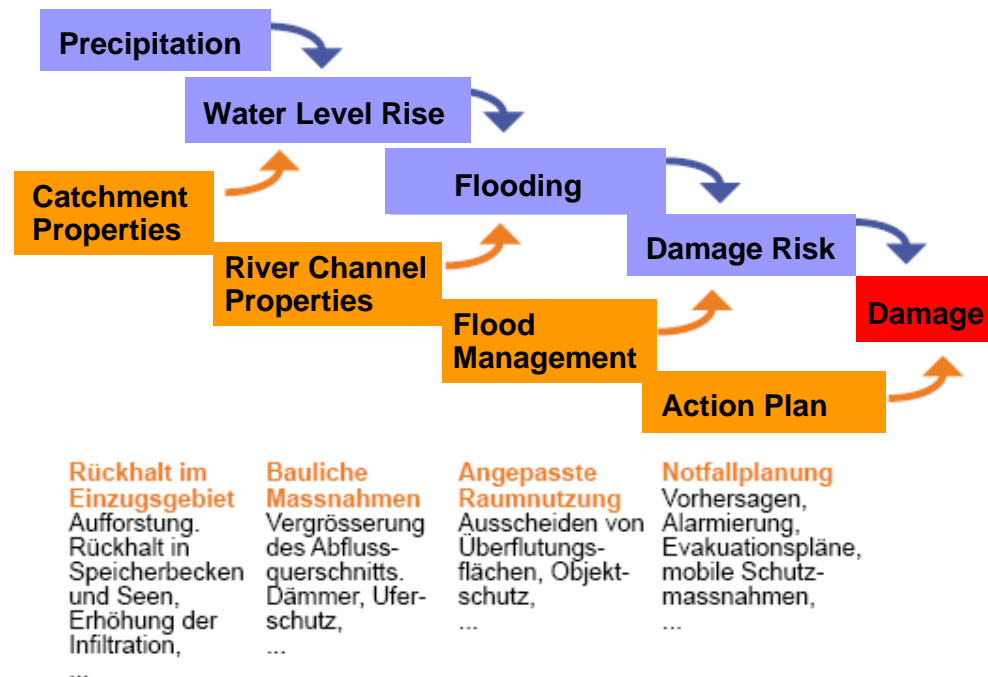 Precipitation
Water Level Rise
Flooding
Damage Risk
Damage
Catchment
Properties
River Channel
Properties
Flood
Management
Action Plan
Rückhalt im
Einzugsgebiet
Aufforstung.
Rückhalt in
Speicherbecken
und Seen,
Erhöhung der
Infiltration,
...
Bauliche
Massnahmen
Vergrösserung
des Abfluss-
querschnitts.
Dämmer, Ufer-
schutz,
...
Angepasste
Raumnutzung
Ausscheiden von
Überflutungs-
flächen, Objekt-
schutz,
...
Notfallplanung
Vorhersagen,
Alarmierung,
Evakuationspläne,
mobile Schutz-
massnahmen,
...